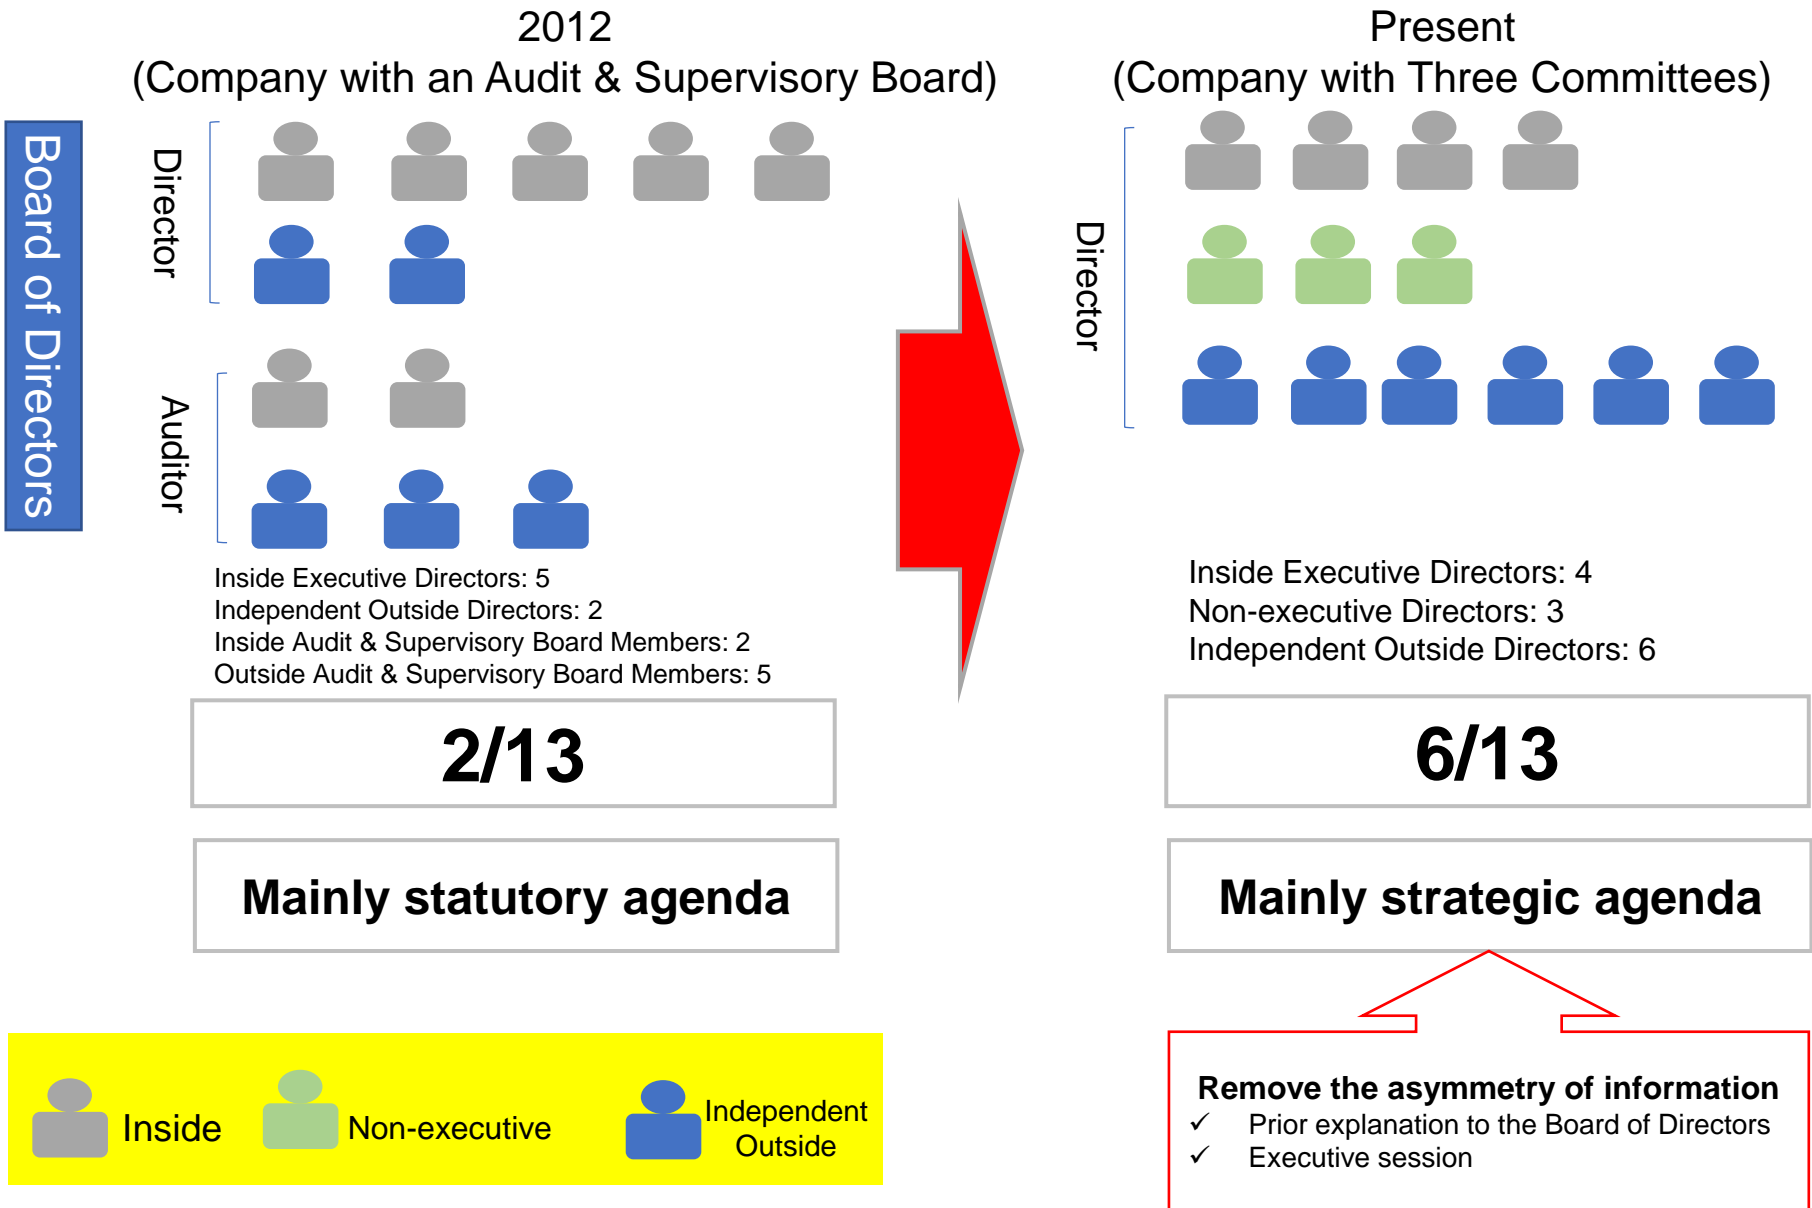 2012
(Company with an Audit & Supervisory Board)
Board of Directors
Director
Auditor
Inside Executive Directors: 5
Independent Outside Directors: 2
Inside Audit & Supervisory Board Members: 2
Outside Audit & Supervisory Board Members: 5
2/13
Mainly statutory agenda
Present
(Company with Three Committees)
Director
Inside Executive Directors: 4
Non-executive Directors: 3
Independent Outside Directors: 6
6/13
Mainly strategic agenda
Remove the asymmetry of information
✓ Prior explanation to the Board of Directors
✓ Executive session
Inside
Non-executive
Independent
Outside